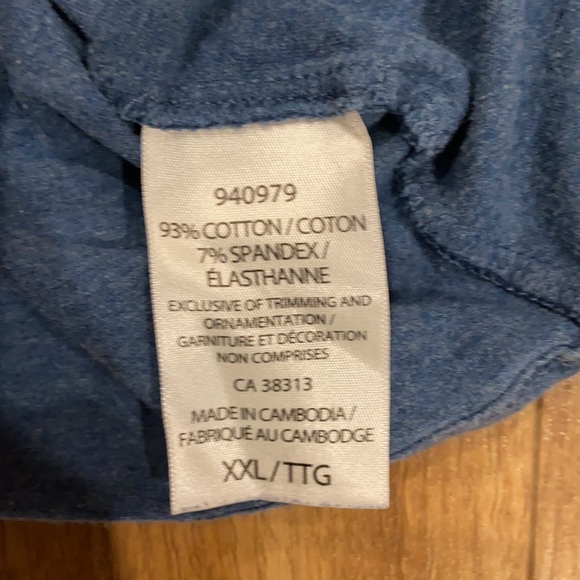 940979
93% COTTON / COTON
7% SPANDEX /
ÉLASTHANNE
EXCLUSIVE OF TRIMMING AND
ORNAMENTATION /
GARNITURE ET DÉCORATION
NON COMPRISES
CA 38313
MADE IN CAMBODIA /
FABRIQUÉ AU CAMBODGE
XXL / TTG